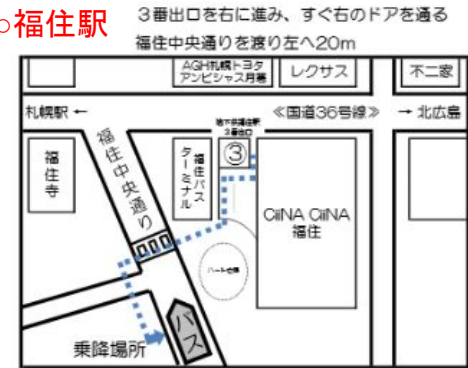 ○福住駅
3番出口を右に進み、すぐ右のドアを通る
福住中央通りを渡り左へ20m
AGH札幌トヨタ
アンビシャス月寒
レクサス
不二家
札幌駅 ←
≪国道36号線≫
→ 北広島
地下鉄福住駅
3番出口
③
福住寺
福住中央通り
福住バス
ターミナル
CiiNA CiiNA
福住
乗降場所
バス